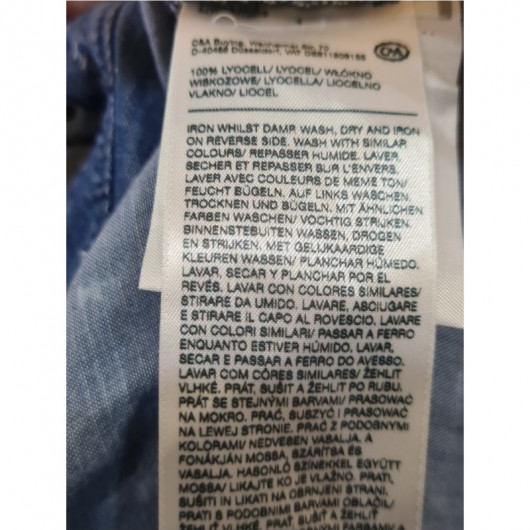 C&A Buying, Wanheimer Str. 70
D-40468 Düsseldorf,
C&A
100% LYOCELL/ LYOCEL/ WŁÓKNO
WISKOZOWE/ LYOCELLA/ LIOCELNO
VLAKNO/ LIOCEL
IRON WHILST DAMP. WASH, DRY AND IRON
ON REVERSE SIDE. WASH WITH SIMILAR
COLOURS/ REPASSER HUMIDE. LAVER,
SECHER ET REPASSER SUR L'ENVERS.
LAVER AVEC COULEURS DE MEME TON/
FEUCHT BÜGELN. AUF LINKS WASCHEN,
TROCKNEN UND BÜGELN. MIT ÄHNLICHEN
FARBEN WASCHEN/ VOCHTIG STRIJKEN.
BINNENSTEBUITEN WASSEN, DROGEN
EN STRIJKEN. MET GELIJKAARDIGE
KLEUREN WASSEN/ PLANCHAR HÚMEDO.
LAVAR, SECAR Y PLANCHAR POR EL
REVÉS. LAVAR CON COLORES SIMILARES/
STIRARE DA UMIDO. LAVARE, ASCIUGARE
E STIRARE IL CAPO AL ROVESCIO. LAVARE
CON COLORI SIMILARI/ PASSAR A FERRO
ENQUANTO ESTIVER HÚMIDO. LAVAR,
SECAR E PASSAR A FERRO DO AVESSO.
LAVAR COM CÔRES SIMILARES/ ŽEHLIT
VLHKÉ. PRÁT, SUŠIT A ŽEHLIT PO RUBU.
PRÁT SE STEJNÝMI BARVAMI/ PRASOWAĆ
NA MOKRO. PRAĆ, SUSZYĆ I PRASOWAĆ
NA LEWEJ STRONIE. PRAĆ Z PODOBNYMI
KOLORAMI/ NEDVESEN VASALJA. A
FONÁKJÁN MOSSA, SZÁRÍTSA ÉS
VASALJA. HASONLÓ SZÍNEKKEL EGYÜTT
MOSSA/ LIKAJTE KO JE VLAŽNO. PRATI,
SUŠITI IN LIKATI NA OBRNJENI STRANI.
PRATI S PODOBNIMI BARVAMI OBLAČIL/